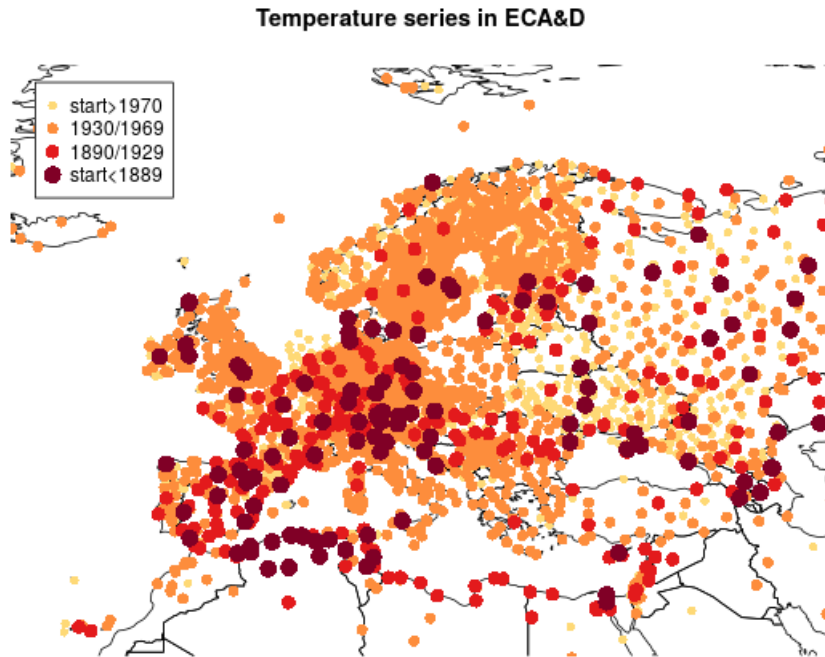 Temperature series in ECA&D
start>1970
1930/1969
1890/1929
start<1889